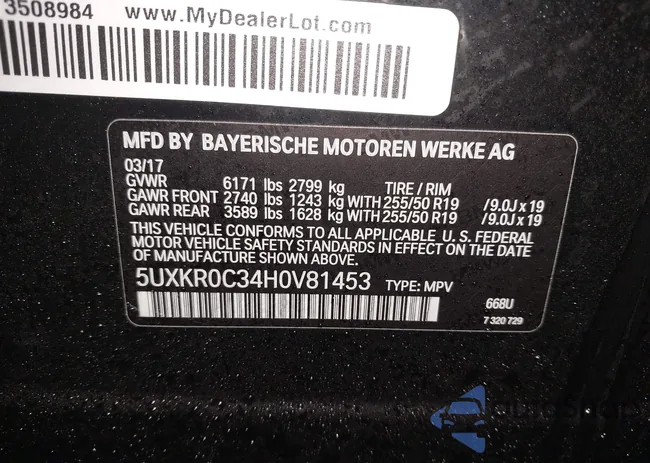 3508984 www.MyDealerLot.com
MFD BY BAYERISCHE MOTOREN WERKE AG
03/17
GVWR 6171 lbs 2799 kg TIRE / RIM
GAWR FRONT 2740 lbs 1243 kg WITH 255/50 R19 /9.0J x 19
GAWR REAR 3589 lbs 1628 kg WITH 255/50 R19 /9.0J x 19
THIS VEHICLE CONFORMS TO ALL APPLICABLE U. S. FEDERAL
MOTOR VEHICLE SAFETY STANDARDS IN EFFECT ON THE DATE
OF MANUFACTURE SHOWN ABOVE.
5UXKR0C34H0V81453 TYPE: MPV
668U
7 320 729